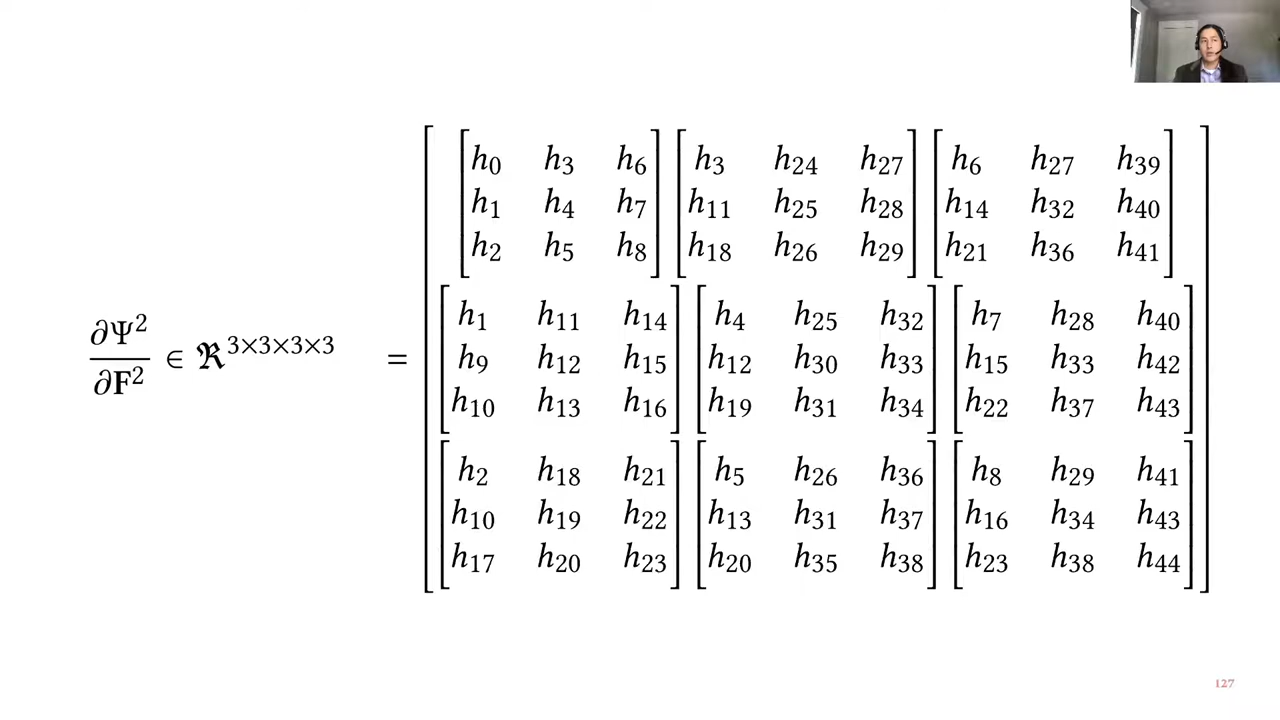 ∂Ψ² / ∂F² ∈ ℜ³ˣ³ˣ³ˣ³ =
[h₀ h₃ h₆] [h₃ h₂₄ h₂₇] [h₆ h₂₇ h₃₉]
[h₁ h₄ h₇] [h₁₁ h₂₅ h₂₈] [h₁₄ h₃₂ h₄₀]
[h₂ h₅ h₈] [h₁₈ h₂₆ h₂₉] [h₂₁ h₃₆ h₄₁]
[h₁ h₁₁ h₁₄] [h₄ h₂₅ h₃₂] [h₇ h₂₈ h₄₀]
[h₉ h₁₂ h₁₅] [h₁₂ h₃₀ h₃₃] [h₁₅ h₃₃ h₄₂]
[h₁₀ h₁₃ h₁₆] [h₁₉ h₃₁ h₃₄] [h₂₂ h₃₇ h₄₃]
[h₂ h₁₈ h₂₁] [h₅ h₂₆ h₃₆] [h₈ h₂₉ h₄₁]
[h₁₀ h₁₉ h₂₂] [h₁₃ h₃₁ h₃₇] [h₁₆ h₃₄ h₄₃]
[h₁₇ h₂₀ h₂₃] [h₂₀ h₃₅ h₃₈] [h₂₃ h₃₈ h₄₄]
127